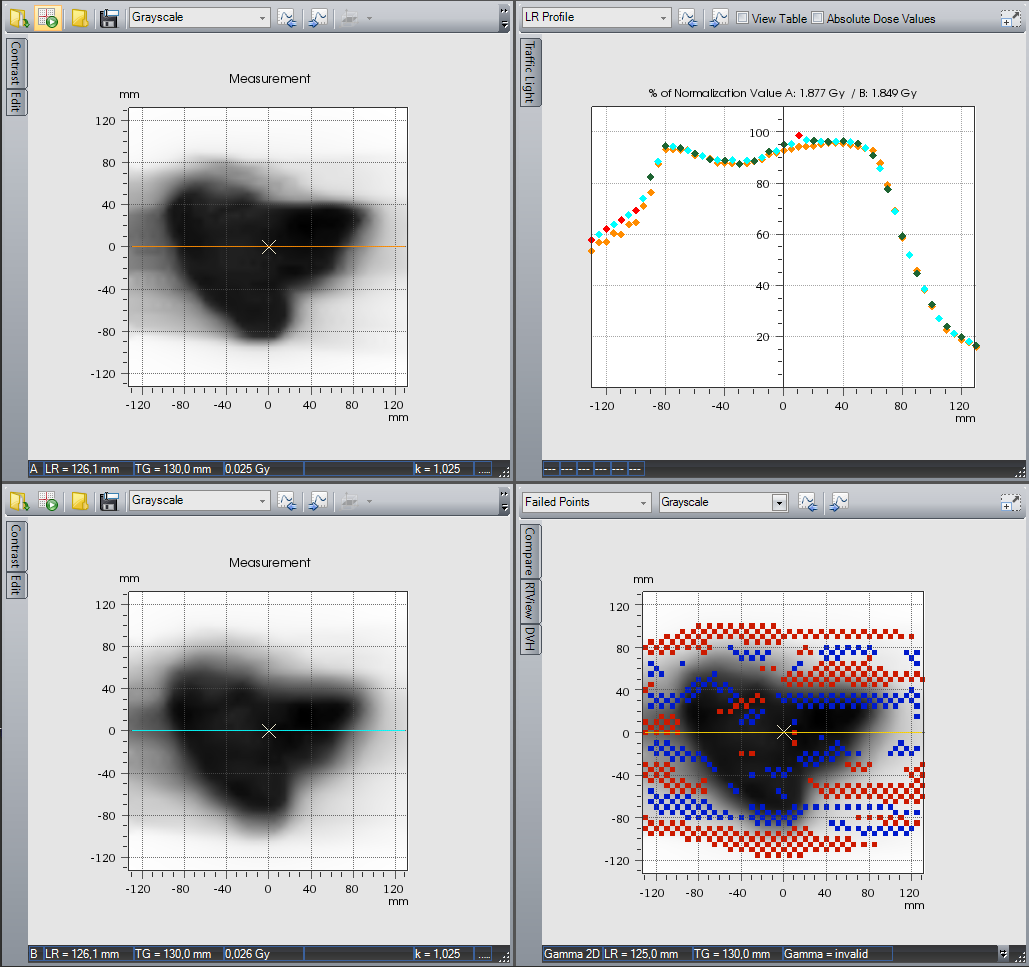 Grayscale
Contrast
Edit
Measurement
mm
120
80
40
0
-40
-80
-120
-120 -80 -40 0 40 80 120
mm
A LR = 126,1 mm TG = 130,0 mm 0,025 Gy k = 1,025 ....
LR Profile View Table Absolute Dose Values
Traffic Light
% of Normalization Value A: 1.877 Gy / B: 1.849 Gy
100
80
60
40
20
-120 -80 -40 0 40 80 120
mm
--- --- --- --- --- ---
Grayscale
Contrast
Edit
Measurement
mm
120
80
40
0
-40
-80
-120
-120 -80 -40 0 40 80 120
mm
B LR = 126,1 mm TG = 130,0 mm 0,026 Gy k = 1,025 ....
Failed Points Grayscale
Compare
RTView
DVH
mm
120
80
40
0
-40
-80
-120
-120 -80 -40 0 40 80 120
mm
Gamma 2D LR = 125,0 mm TG = 130,0 mm Gamma = invalid